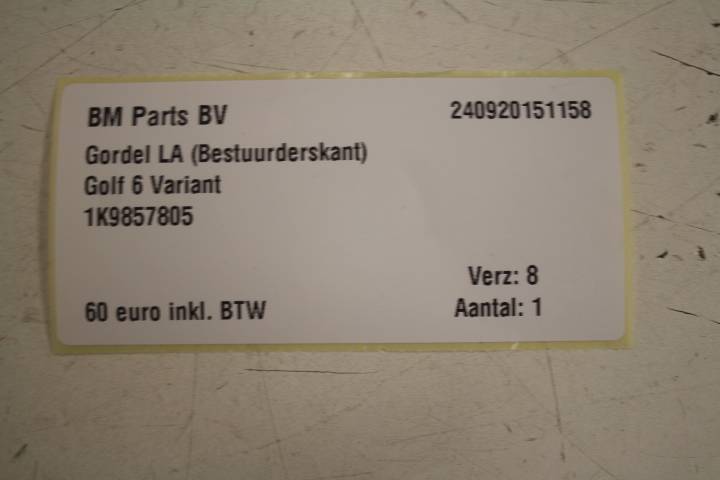 BM Parts BV 240920151158
Gordel LA (Bestuurderskant)
Golf 6 Variant
1K9857805
Verz: 8
60 euro inkl. BTW Aantal: 1